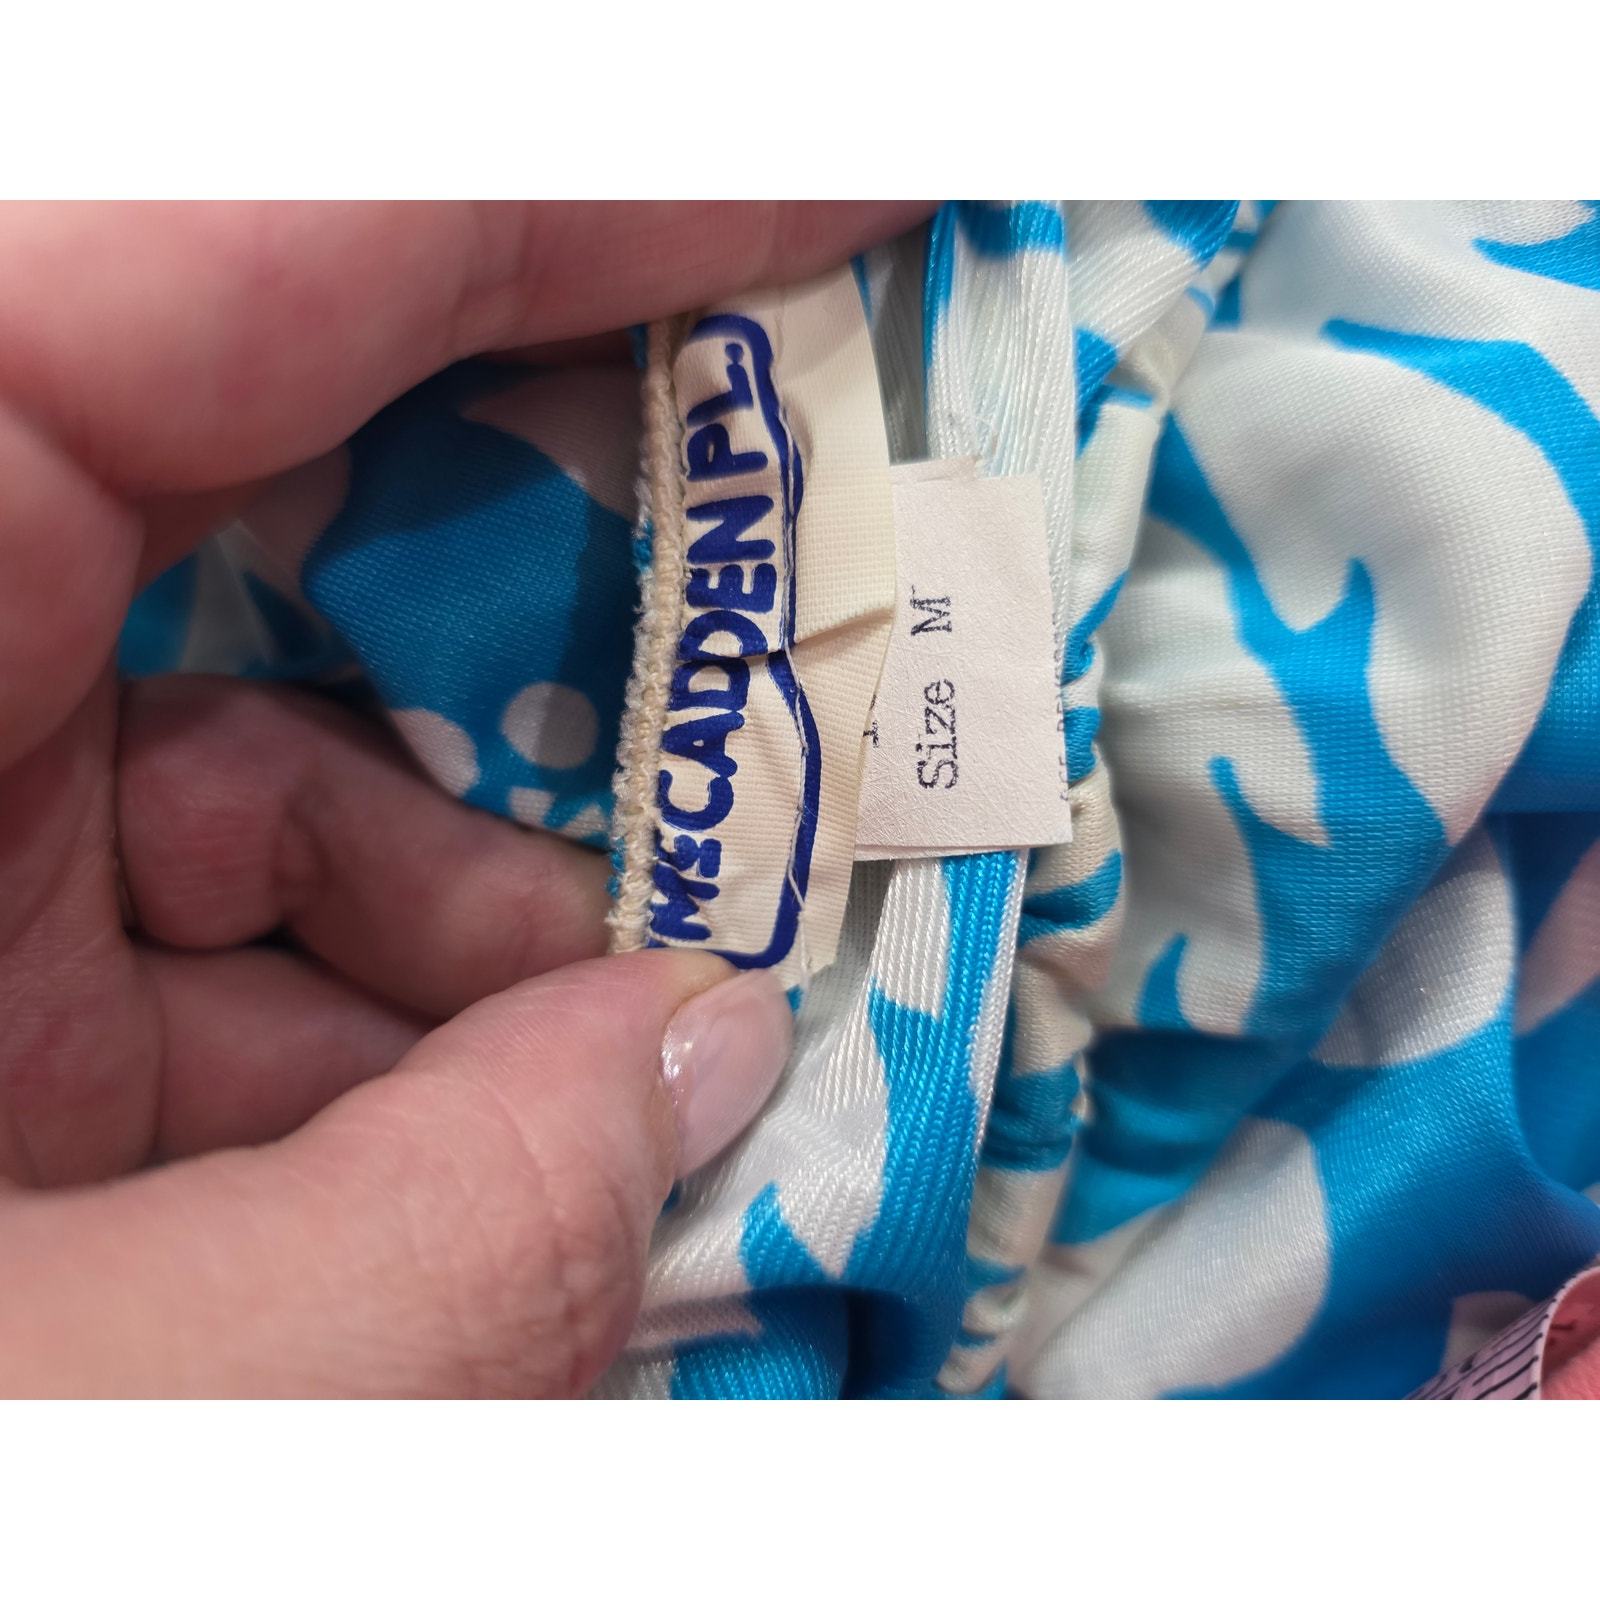 McCADDEN PL.
Size M